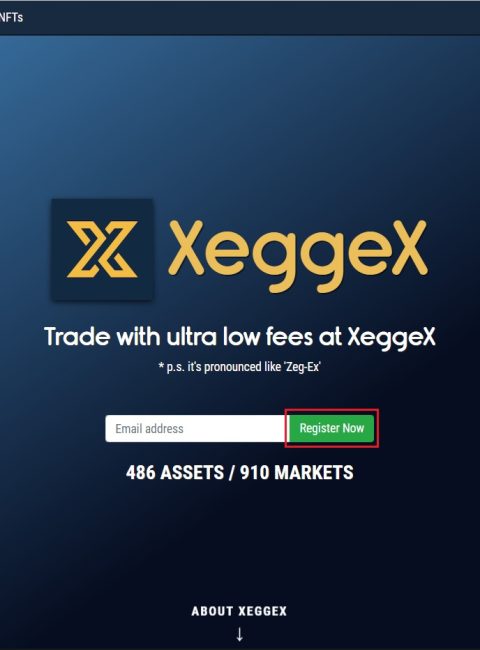 NFTs
XeggeX
Trade with ultra low fees at XeggeX
* p.s. it's pronounced like 'Zeg-Ex'
Email address Register Now
486 ASSETS / 910 MARKETS
ABOUT XEGGEX
↓